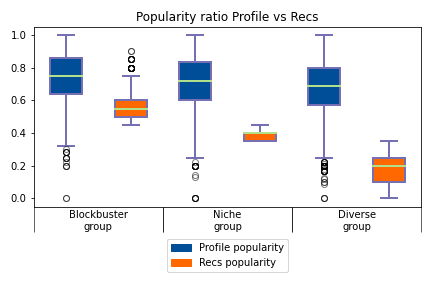 Popularity ratio Profile vs Recs
1.0
0.8
0.6
0.4
0.2
0.0
Blockbuster
group
Niche
group
Diverse
group
Profile popularity
Recs popularity